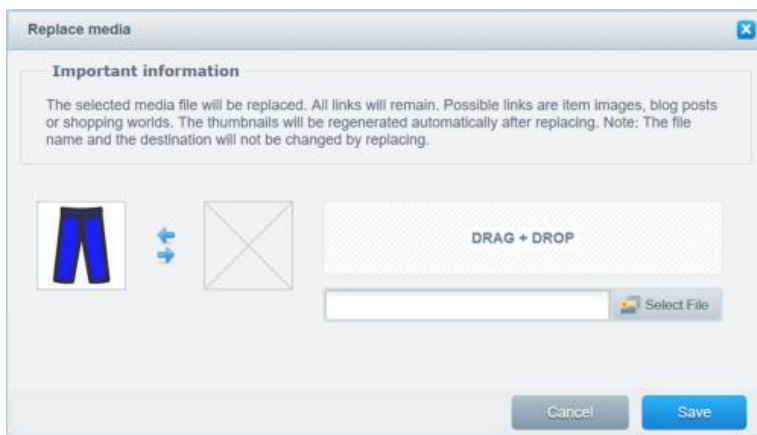 Replace media
Important information
The selected media file will be replaced. All links will remain. Possible links are item images, blog posts
or shopping worlds. The thumbnails will be regenerated automatically after replacing. Note: The file
name and the destination will not be changed by replacing.
DRAG + DROP
Select File
Cancel
Save